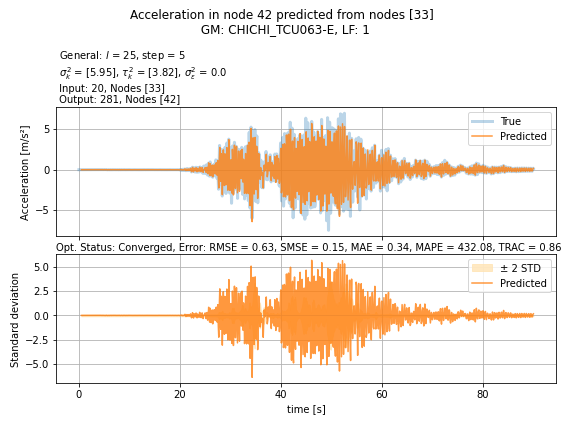 Acceleration in node 42 predicted from nodes [33]
GM: CHICHI_TCU063-E, LF: 1
General: l = 25, step = 5
σ²ₖ = [5.95], τ²ₖ = [3.82], σ²ε = 0.0
Input: 20, Nodes [33]
Output: 281, Nodes [42]
Acceleration [m/s²]
5
0
−5
True
Predicted
Opt. Status: Converged, Error: RMSE = 0.63, SMSE = 0.15, MAE = 0.34, MAPE = 432.08, TRAC = 0.86
Standard deviation
5.0
2.5
0.0
−2.5
−5.0
± 2 STD
Predicted
0 20 40 60 80
time [s]